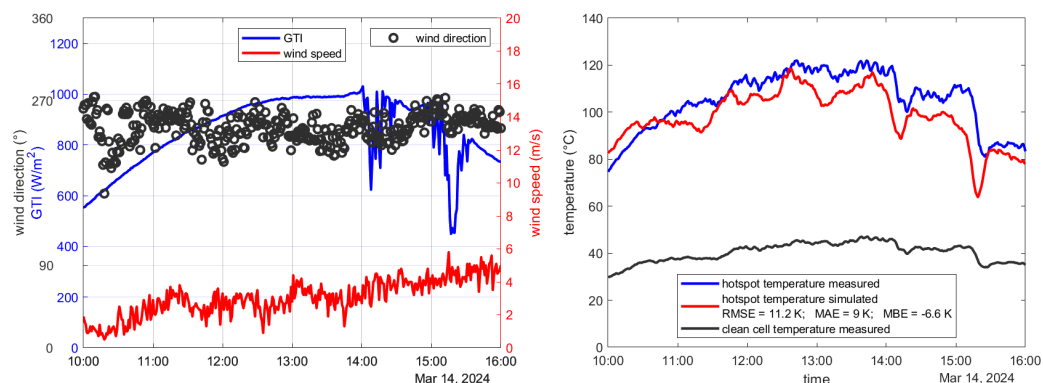 360
270
180
90
0
wind direction (°)
GTI (W/m²)
1200
1000
800
600
400
200
0
GTI
wind speed
wind direction
20
18
16
14
12
10
8
6
4
2
0
wind speed (m/s)
10:00 11:00 12:00 13:00 14:00 15:00 16:00
Mar 14, 2024
140
120
100
80
60
40
20
0
temperature (°C)
hotspot temperature measured
hotspot temperature simulated
RMSE = 11.2 K; MAE = 9 K; MBE = -6.6 K
clean cell temperature measured
10:00 11:00 12:00 13:00 14:00 15:00 16:00
time
Mar 14, 2024